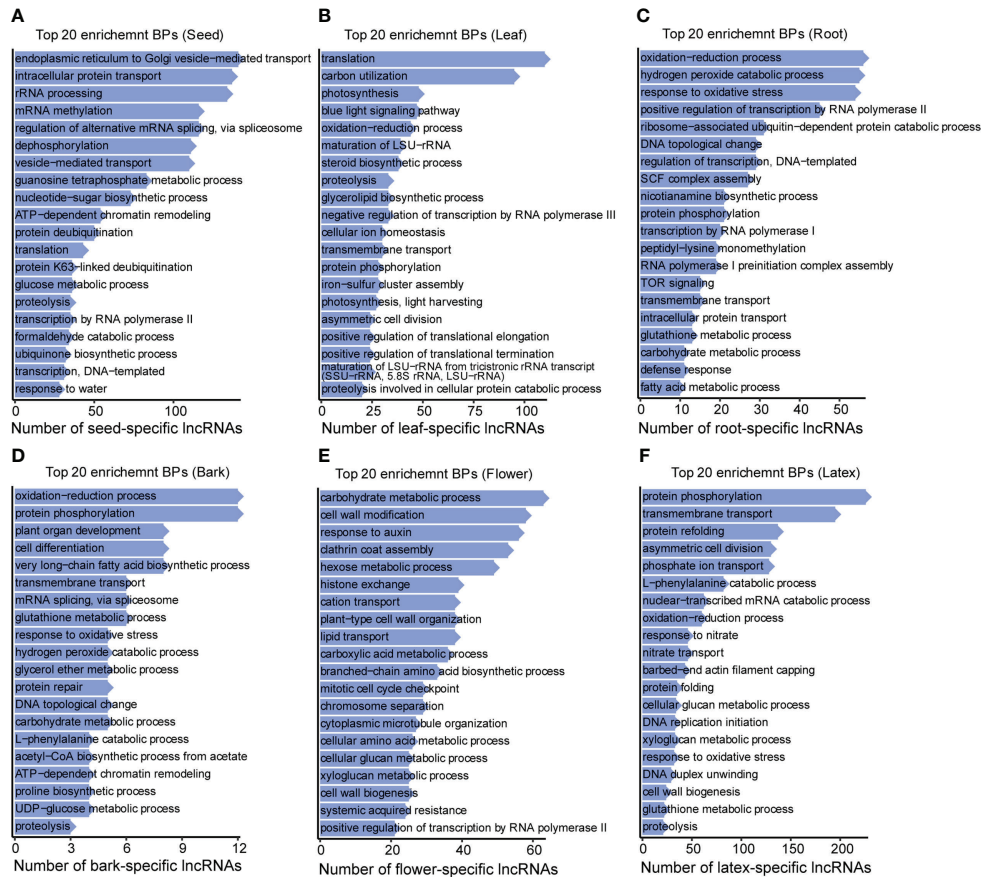 A
Top 20 enrichemnt BPs (Seed)
endoplasmic reticulum to Golgi vesicle−mediated transport
intracellular protein transport
rRNA processing
mRNA methylation
regulation of alternative mRNA splicing, via spliceosome
dephosphorylation
vesicle−mediated transport
guanosine tetraphosphate metabolic process
nucleotide−sugar biosynthetic process
ATP−dependent chromatin remodeling
protein deubiquitination
translation
protein K63−linked deubiquitination
glucose metabolic process
proteolysis
transcription by RNA polymerase II
formaldehyde catabolic process
ubiquinone biosynthetic process
transcription, DNA−templated
response to water
0 50 100
Number of seed-specific lncRNAs
B
Top 20 enrichemnt BPs (Leaf)
translation
carbon utilization
photosynthesis
blue light signaling pathway
oxidation−reduction process
maturation of LSU−rRNA
steroid biosynthetic process
proteolysis
glycerolipid biosynthetic process
negative regulation of transcription by RNA polymerase III
cellular ion homeostasis
transmembrane transport
protein phosphorylation
iron−sulfur cluster assembly
photosynthesis, light harvesting
asymmetric cell division
positive regulation of translational elongation
positive regulation of translational termination
maturation of LSU−rRNA from tricistronic rRNA transcript
(SSU−rRNA, 5.8S rRNA, LSU−rRNA)
proteolysis involved in cellular protein catabolic process
0 25 50 75 100
Number of leaf-specific lncRNAs
C
Top 20 enrichemnt BPs (Root)
oxidation−reduction process
hydrogen peroxide catabolic process
response to oxidative stress
positive regulation of transcription by RNA polymerase II
ribosome−associated ubiquitin−dependent protein catabolic process
DNA topological change
regulation of transcription, DNA−templated
SCF complex assembly
nicotianamine biosynthetic process
protein phosphorylation
transcription by RNA polymerase I
peptidyl−lysine monomethylation
RNA polymerase I preinitiation complex assembly
TOR signaling
transmembrane transport
intracellular protein transport
glutathione metabolic process
carbohydrate metabolic process
defense response
fatty acid metabolic process
0 10 20 30 40 50
Number of root-specific lncRNAs
D
Top 20 enrichemnt BPs (Bark)
oxidation−reduction process
protein phosphorylation
plant organ development
cell differentiation
very long−chain fatty acid biosynthetic process
transmembrane transport
mRNA splicing, via spliceosome
glutathione metabolic process
response to oxidative stress
hydrogen peroxide catabolic process
glycerol ether metabolic process
protein repair
DNA topological change
carbohydrate metabolic process
L−phenylalanine catabolic process
acetyl−CoA biosynthetic process from acetate
ATP−dependent chromatin remodeling
proline biosynthetic process
UDP−glucose metabolic process
proteolysis
0 3 6 9 12
Number of bark-specific lncRNAs
E
Top 20 enrichemnt BPs (Flower)
carbohydrate metabolic process
cell wall modification
response to auxin
clathrin coat assembly
hexose metabolic process
histone exchange
cation transport
plant−type cell wall organization
lipid transport
carboxylic acid metabolic process
branched−chain amino acid biosynthetic process
mitotic cell cycle checkpoint
chromosome separation
cytoplasmic microtubule organization
cellular amino acid metabolic process
cellular glucan metabolic process
xyloglucan metabolic process
cell wall biogenesis
systemic acquired resistance
positive regulation of transcription by RNA polymerase II
0 20 40 60
Number of flower-specific lncRNAs
F
Top 20 enrichemnt BPs (Latex)
protein phosphorylation
transmembrane transport
protein refolding
asymmetric cell division
phosphate ion transport
L−phenylalanine catabolic process
nuclear−transcribed mRNA catabolic process
oxidation−reduction process
response to nitrate
nitrate transport
barbed−end actin filament capping
protein folding
cellular glucan metabolic process
DNA replication initiation
xyloglucan metabolic process
response to oxidative stress
DNA duplex unwinding
cell wall biogenesis
glutathione metabolic process
proteolysis
0 50 100 150 200
Number of latex-specific lncRNAs